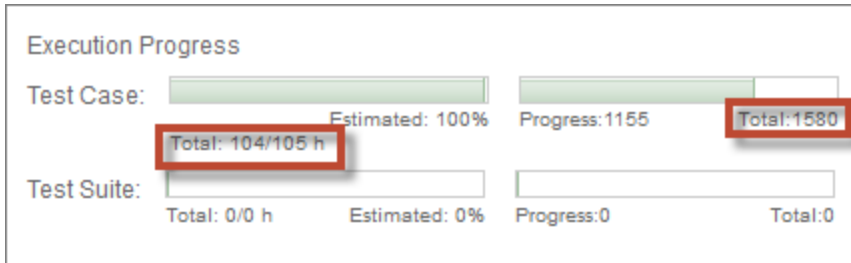 Execution Progress
Test Case:
Estimated: 100%
Progress:1155
Total:1580
Total: 104/105 h
Test Suite:
Total: 0/0 h
Estimated: 0%
Progress:0
Total:0